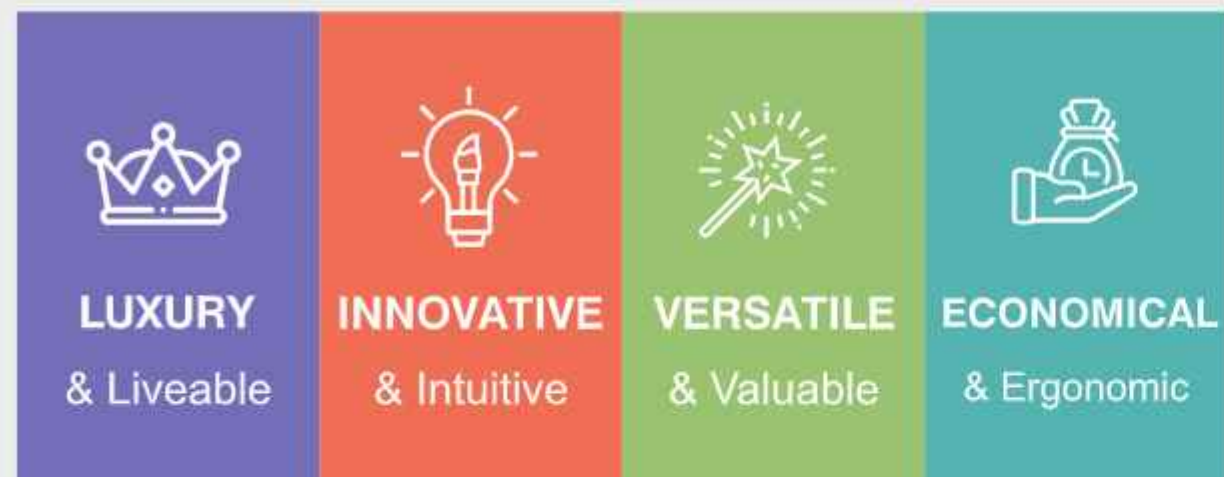 LUXURY
& Liveable
INNOVATIVE
& Intuitive
VERSATILE
& Valuable
ECONOMICAL
& Ergonomic